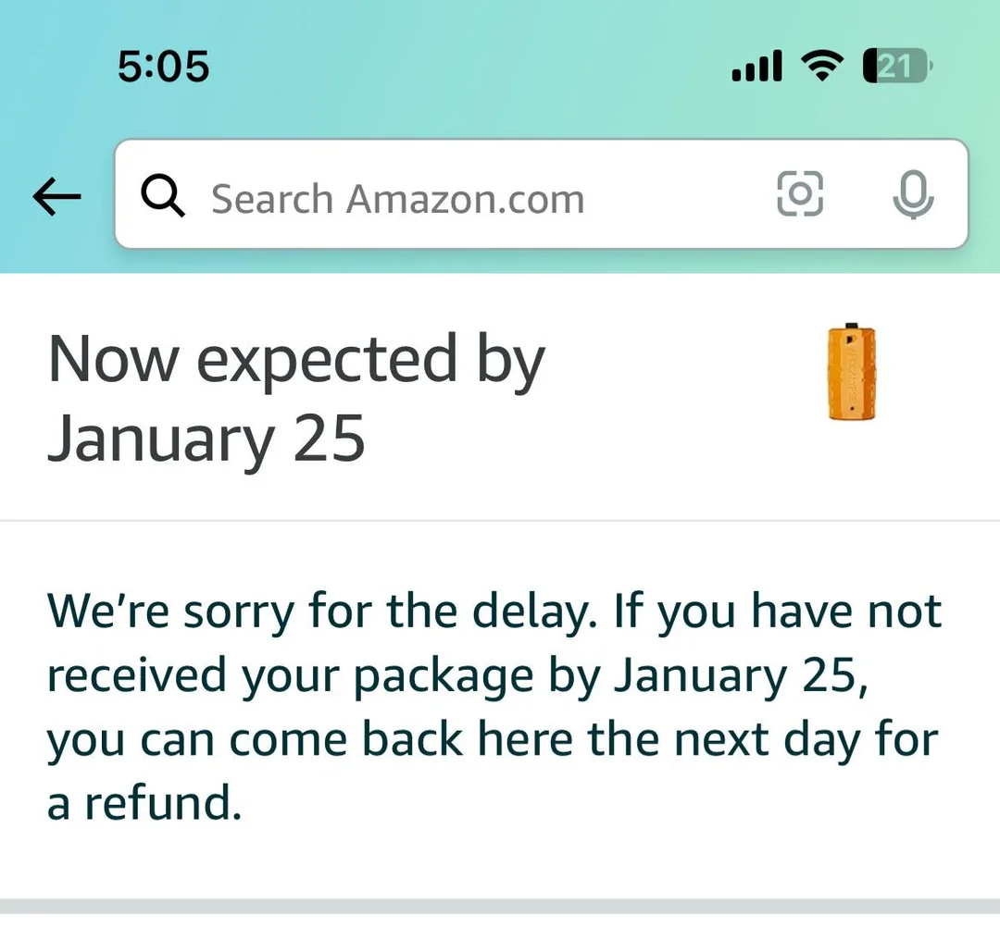 5:05
21
Search Amazon.com
Now expected by
January 25
We’re sorry for the delay. If you have not
received your package by January 25,
you can come back here the next day for
a refund.